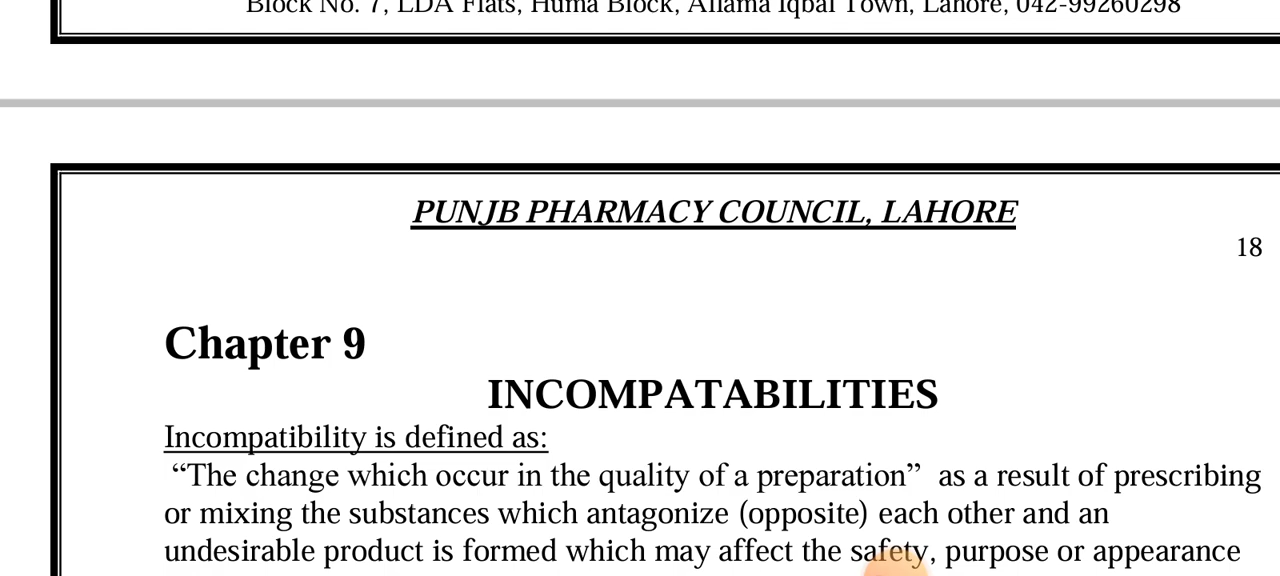 Block No. 7, LDA Flats, Huma Block, Allama Iqbal Town, Lahore, 042-99260298
PUNJB PHARMACY COUNCIL, LAHORE
18
Chapter 9
INCOMPATABILITIES
Incompatibility is defined as:
“The change which occur in the quality of a preparation” as a result of prescribing
or mixing the substances which antagonize (opposite) each other and an
undesirable product is formed which may affect the safety, purpose or appearance